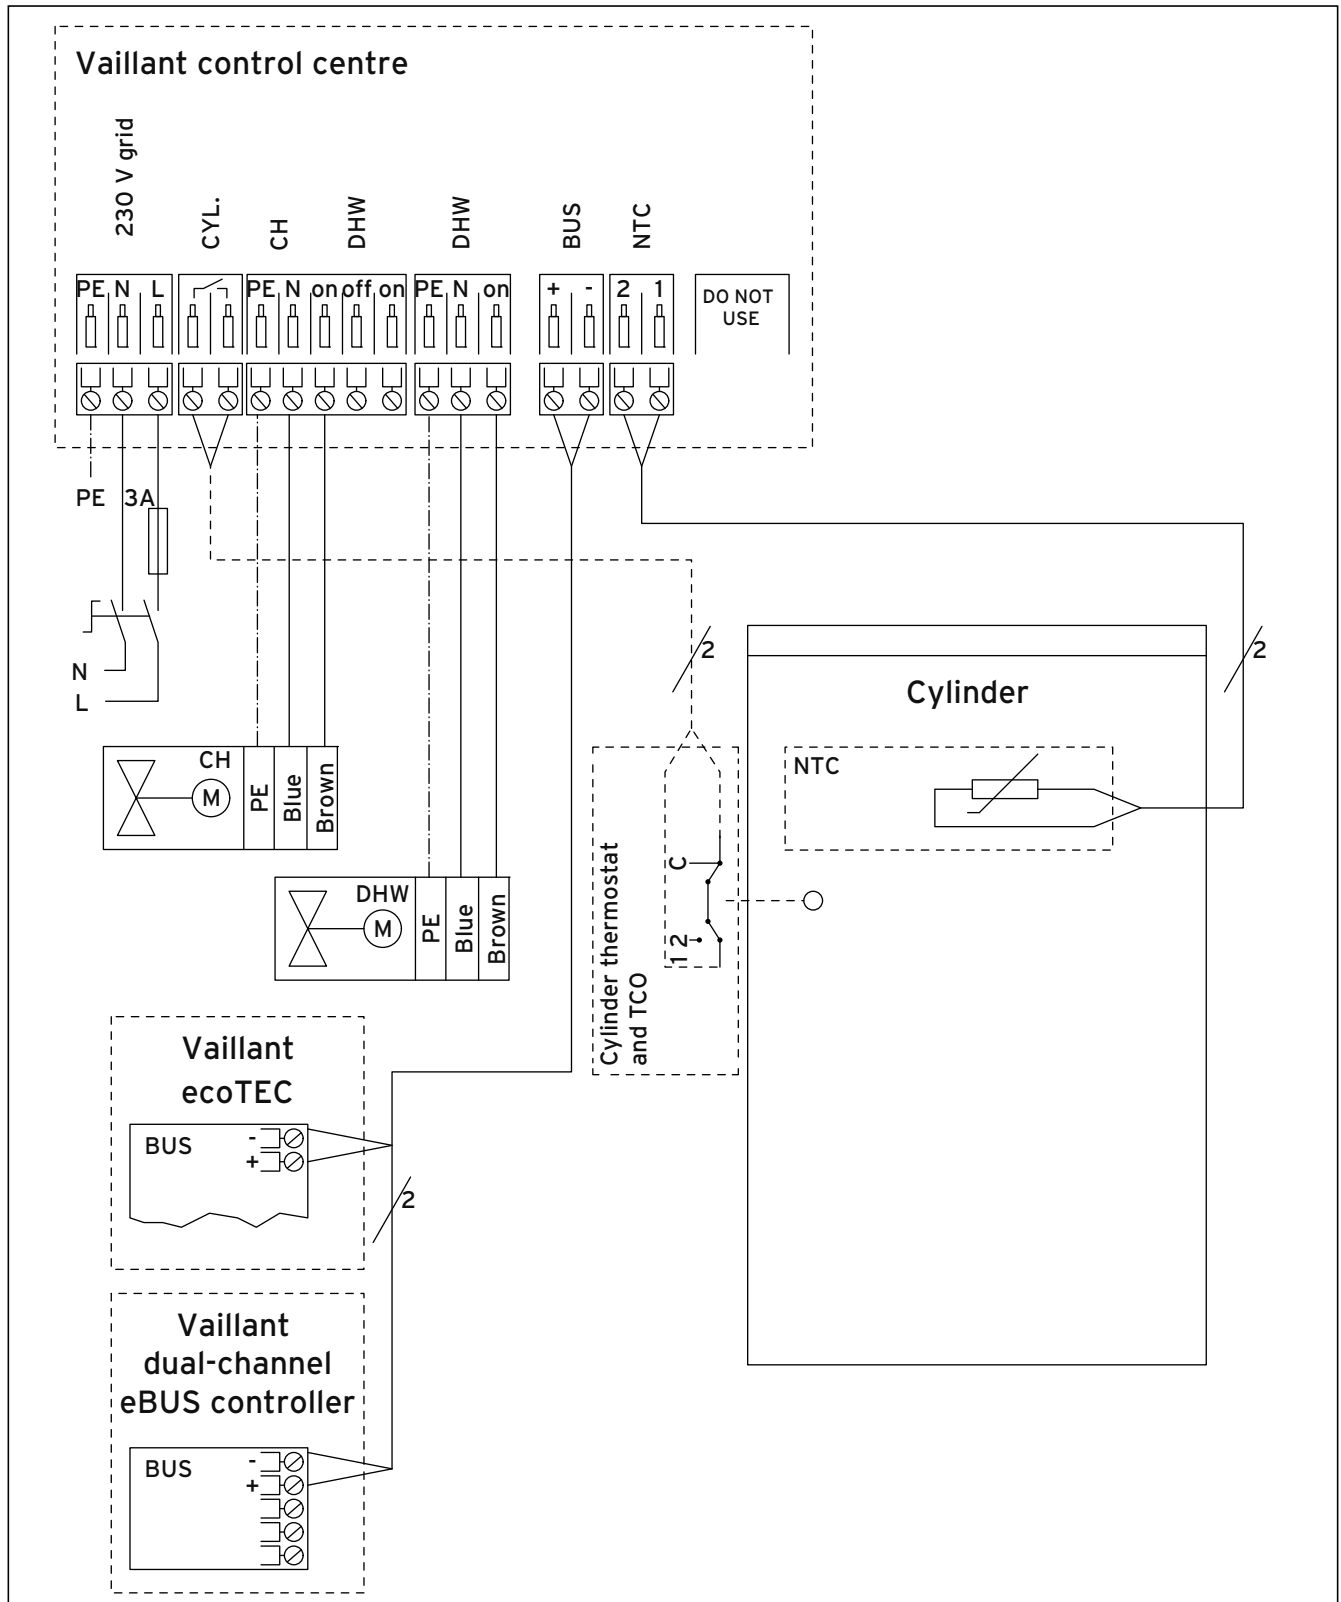 Vaillant control centre
230 V grid
CYL.
CH
DHW
DHW
BUS
NTC
PE N L
PE N on off on
PE N on
+ -
2 1
DO NOT
USE
PE 3A
N
L
2
2
Cylinder
NTC
CH
M
PE
Blue
Brown
DHW
M
PE
Blue
Brown
Cylinder thermostat
and TCO
C
1 2
Vaillant
ecoTEC
BUS
-
+
2
Vaillant
dual-channel
eBUS controller
BUS
-
+